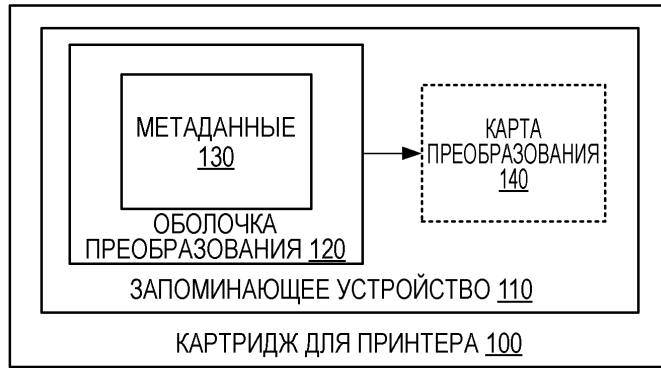 МЕТАДАННЫЕ
130
ОБОЛОЧКА
ПРЕОБРАЗОВАНИЯ 120
КАРТА
ПРЕОБРАЗОВАНИЯ
140
ЗАПОМИНАЮЩЕЕ УСТРОЙСТВО 110
КАРТРИДЖ ДЛЯ ПРИНТЕРА 100